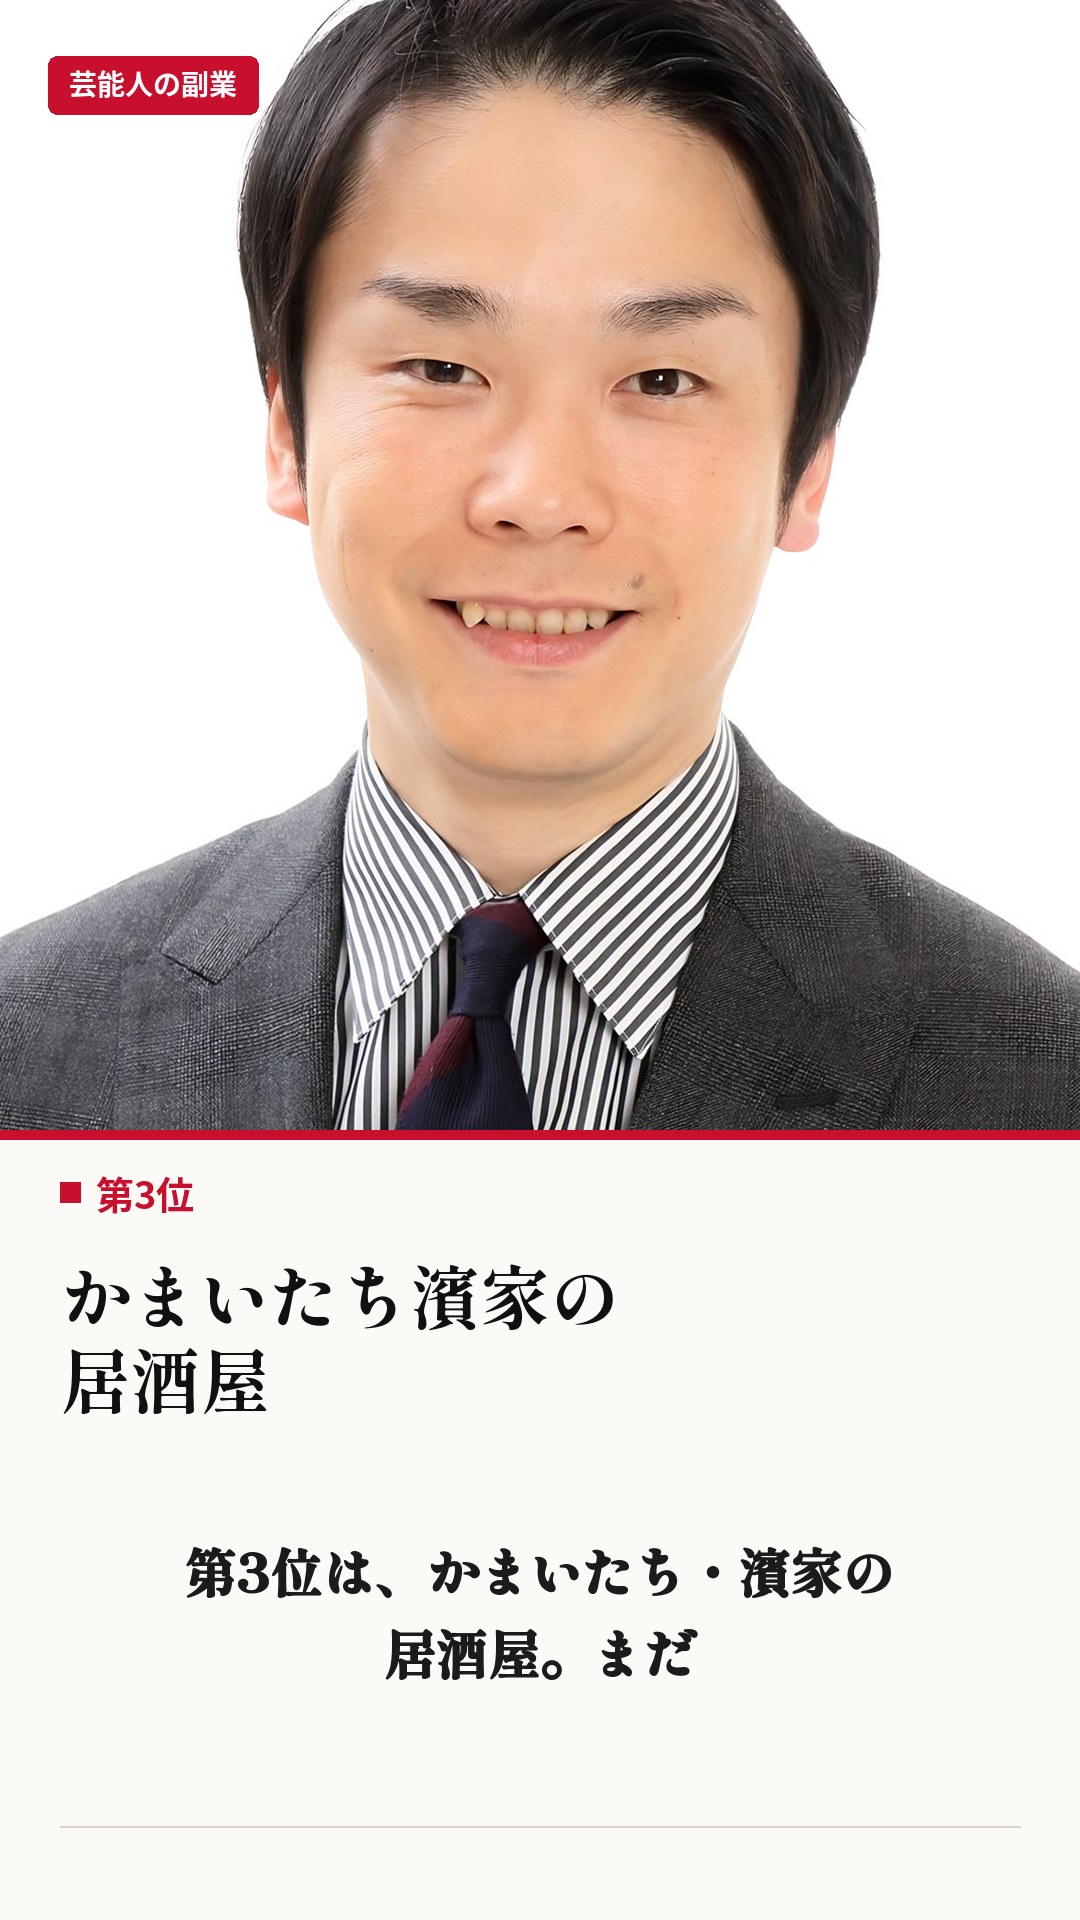 芸能人の副業
第3位
かまいたち濱家の
居酒屋
第3位は、かまいたち・濱家の
居酒屋。まだ